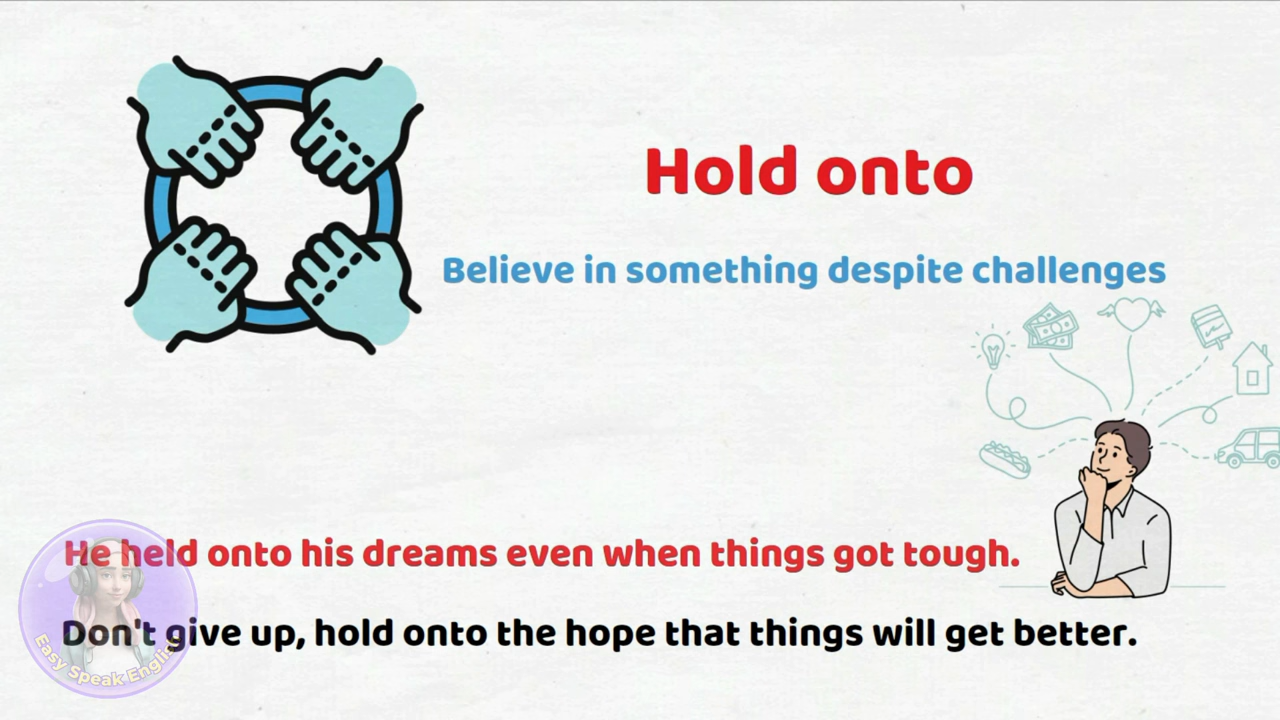 Hold onto
Believe in something despite challenges
He held onto his dreams even when things got tough.
Don't give up, hold onto the hope that things will get better.
Easy Speak English